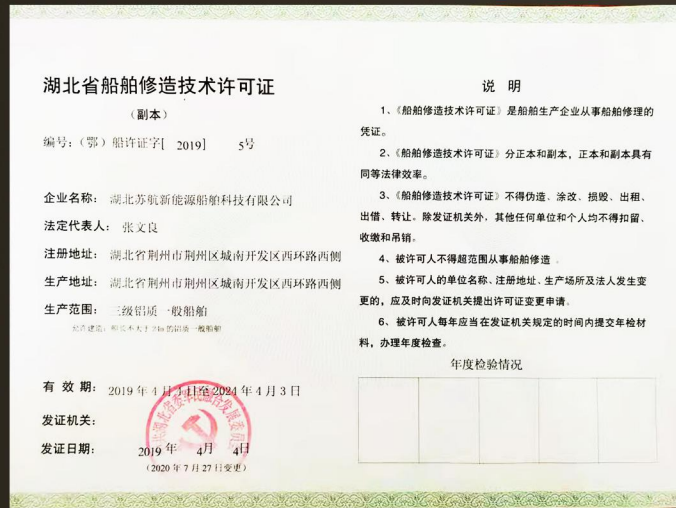 湖北省船舶修造技术许可证
（副本）
编号：（鄂）船许证字[ 2019] 5号
企业名称： 湖北苏航新能源船舶科技有限公司
法定代表人： 张文良
注册地址： 湖北省荆州市荆州区城南开发区西环路西侧
生产地址： 湖北省荆州市荆州区城南开发区西环路西侧
生产范围： 三级铝质一般船舶
大于24m的铝质一般船舶
有 效 期： 2019 年 4 月 日至 2024 年 4 月 3 日
发证机关：
发证日期： 2019 年 4月 4日
（2020 年 7 月 27 日变更）
说 明
1、《船舶修造技术许可证》是船舶生产企业从事船舶修理的
凭证。
2、《船舶修造技术许可证》分正本和副本，正本和副本具有
同等法律效率。
3、《船舶修造技术许可证》不得伪造、涂改、损毁、出租、
出借、转让。除发证机关外，其他任何单位和个人均不得扣留、
收缴和吊销。
4、被许可人不得超范围从事船舶修造 。
5、被许可人的单位名称、注册地址、生产场所及法人发生变
更的，应及时向发证机关提出许可证变更申请。
6、被许可人每年应当在发证机关规定的时间内提交年检材
料，办理年度检查。
年度检验情况